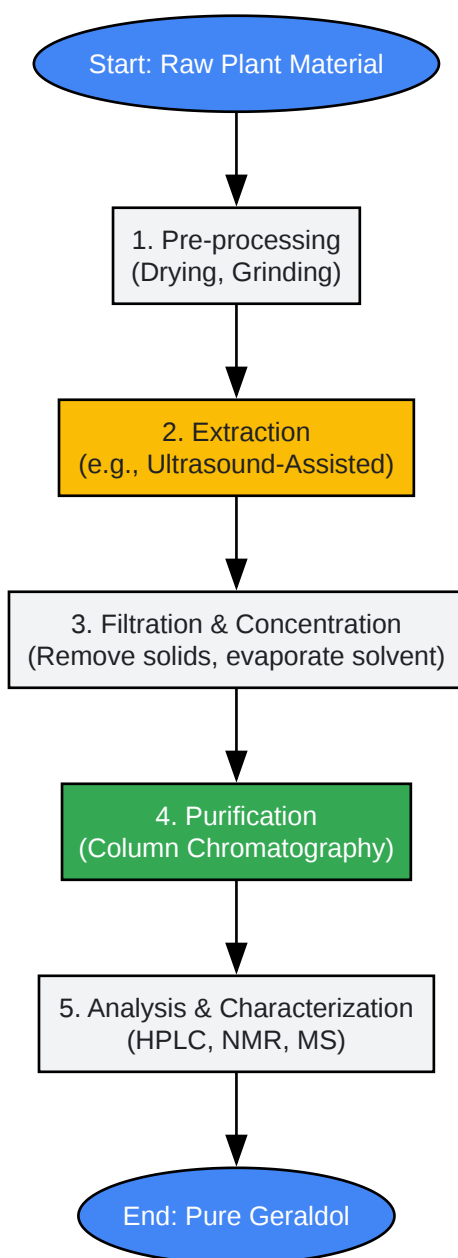 Start: Raw Plant Material
1. Pre-processing
(Drying, Grinding)
2. Extraction
(e.g., Ultrasound-Assisted)
3. Filtration & Concentration
(Remove solids, evaporate solvent)
4. Purification
(Column Chromatography)
5. Analysis & Characterization
(HPLC, NMR, MS)
End: Pure Geraldol